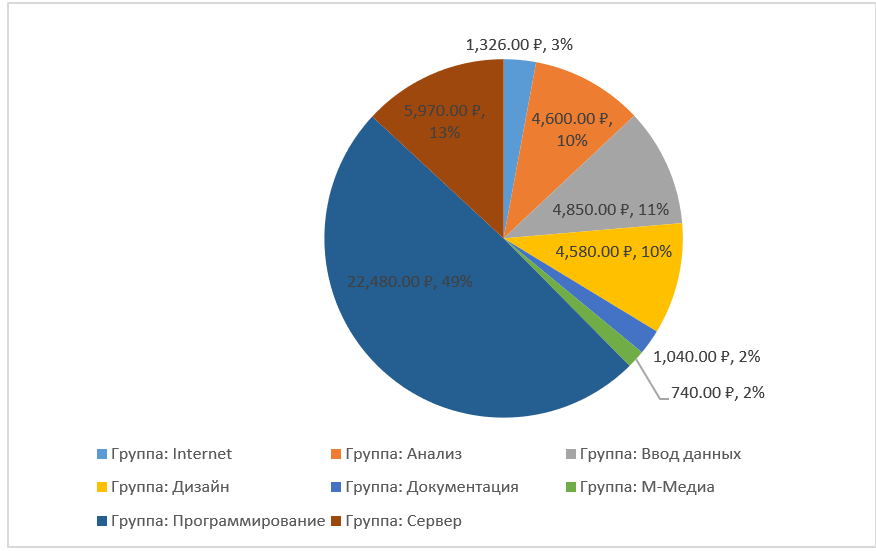 1,326.00 ₽, 3%
5,970.00 ₽,
13%
4,600.00 ₽,
10%
4,850.00 ₽, 11%
4,580.00 ₽, 10%
22,480.00 ₽, 49%
1,040.00 ₽, 2%
740.00 ₽, 2%
Группа: Internet
Группа: Анализ
Группа: Ввод данных
Группа: Дизайн
Группа: Документация
Группа: М-Медиа
Группа: Программирование
Группа: Сервер